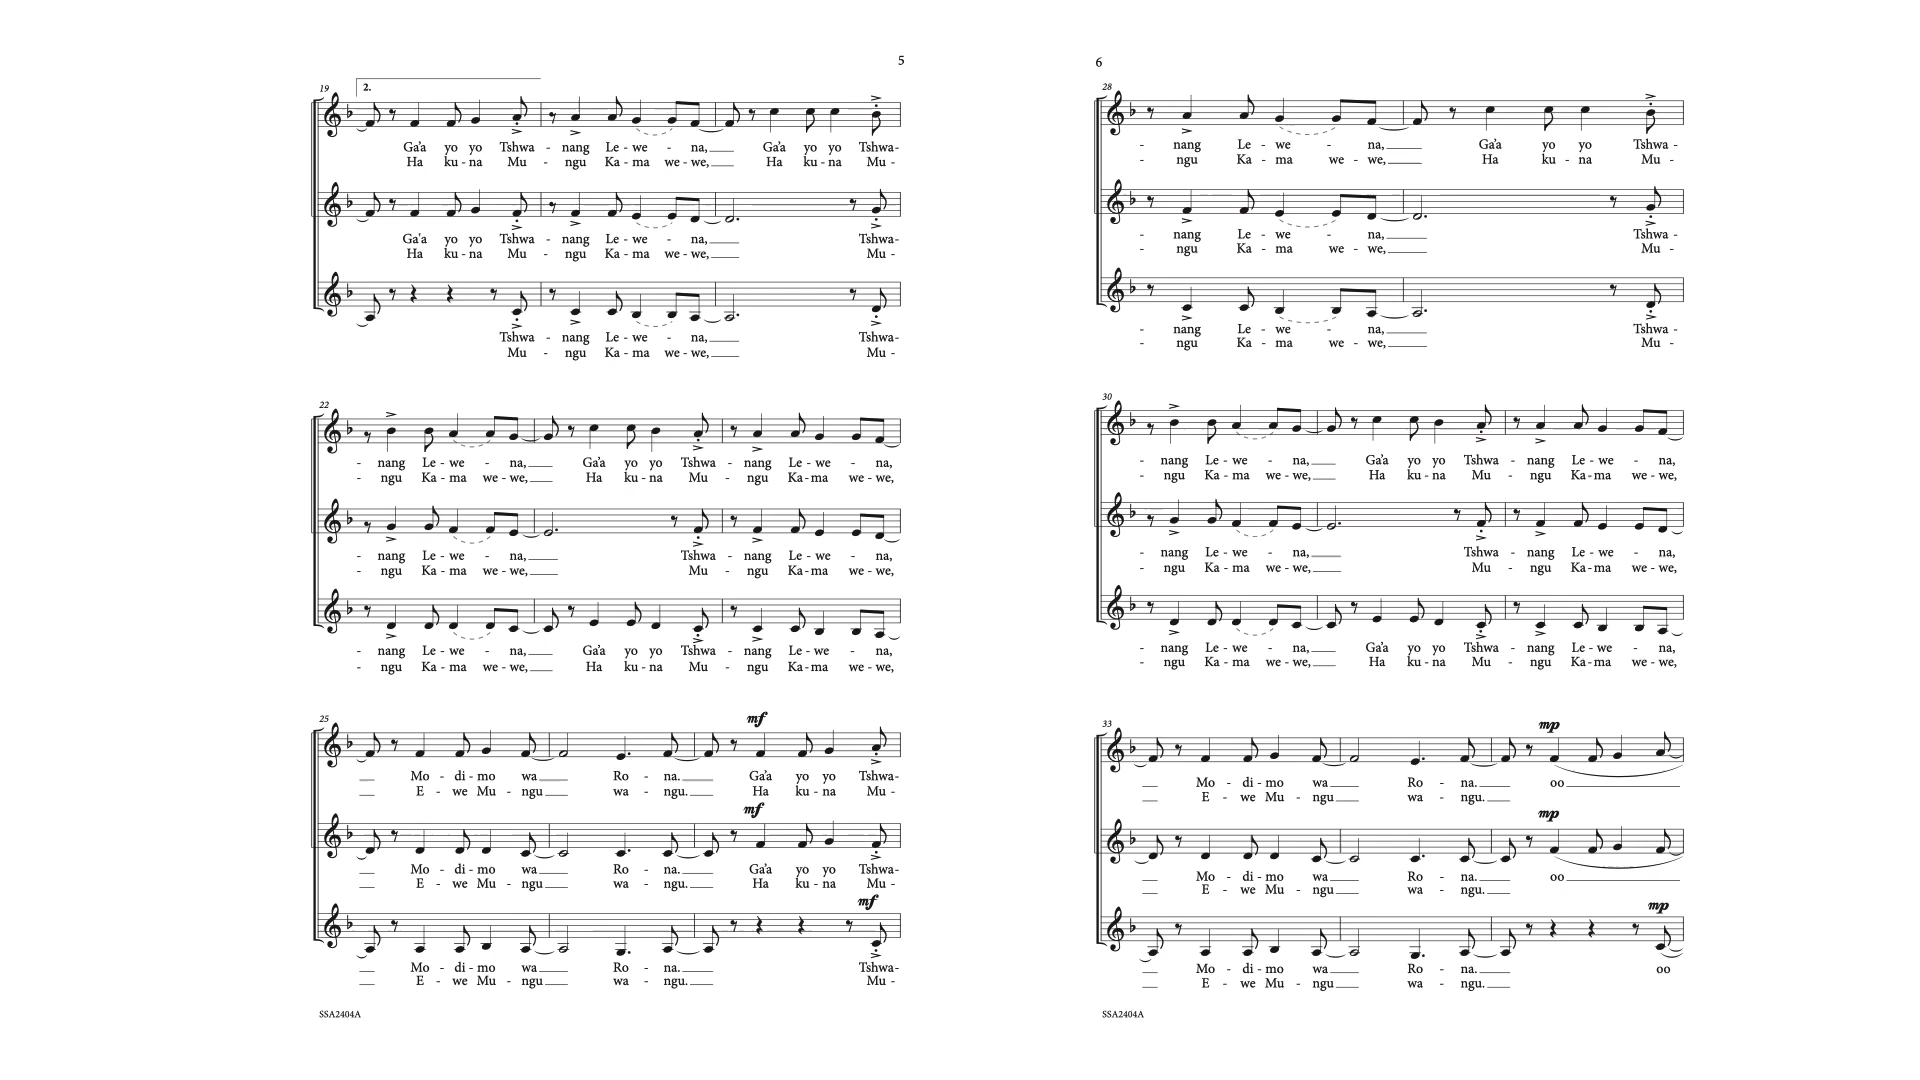 5
19
2.
Ga'a yo yo Tshwa - nang Le - we - na, Ga'a yo yo Tshwa-
Ha ku - na Mu - ngu Ka - ma we - we, Ha ku - na Mu -
Ga'a yo yo Tshwa - nang Le - we - na, Tshwa-
Ha ku - na Mu - ngu Ka - ma we - we, Mu -
Tshwa - nang Le - we - na, Tshwa-
Mu - ngu Ka - ma we - we, Mu -
22
- nang Le - we - na, Ga'a yo yo Tshwa - nang Le - we - na,
- ngu Ka - ma we - we, Ha ku - na Mu - ngu Ka - ma we - we,
- nang Le - we - na, Tshwa - nang Le - we - na,
- ngu Ka - ma we - we, Mu - ngu Ka - ma we - we,
- nang Le - we - na, Ga'a yo yo Tshwa - nang Le - we - na,
- ngu Ka - ma we - we, Ha ku - na Mu - ngu Ka - ma we - we,
25
mf
Mo - di - mo wa Ro - na. Ga'a yo yo Tshwa-
E - we Mu - ngu wa - ngu. Ha ku - na Mu -
mf
Mo - di - mo wa Ro - na. Ga'a yo yo Tshwa-
E - we Mu - ngu wa - ngu. Ha ku - na Mu -
mf
Mo - di - mo wa Ro - na. Tshwa-
E - we Mu - ngu wa - ngu. Mu -
SSA2404A
6
28
- nang Le - we - na, Ga'a yo yo Tshwa -
- ngu Ka - ma we - we, Ha ku - na Mu -
- nang Le - we - na, Tshwa -
- ngu Ka - ma we - we, Mu -
- nang Le - we - na, Tshwa -
- ngu Ka - ma we - we, Mu -
30
- nang Le - we - na, Ga'a yo yo Tshwa - nang Le - we - na,
- ngu Ka - ma we - we, Ha ku - na Mu - ngu Ka - ma we - we,
- nang Le - we - na, Tshwa - nang Le - we - na,
- ngu Ka - ma we - we, Mu - ngu Ka - ma we - we,
- nang Le - we - na, Ga'a yo yo Tshwa - nang Le - we - na,
- ngu Ka - ma we - we, Ha ku - na Mu - ngu Ka - ma we - we,
33
mp
Mo - di - mo wa Ro - na. oo
E - we Mu - ngu wa - ngu.
mp
Mo - di - mo wa Ro - na. oo
E - we Mu - ngu wa - ngu.
mp
Mo - di - mo wa Ro - na. oo
E - we Mu - ngu wa - ngu.
SSA2404A